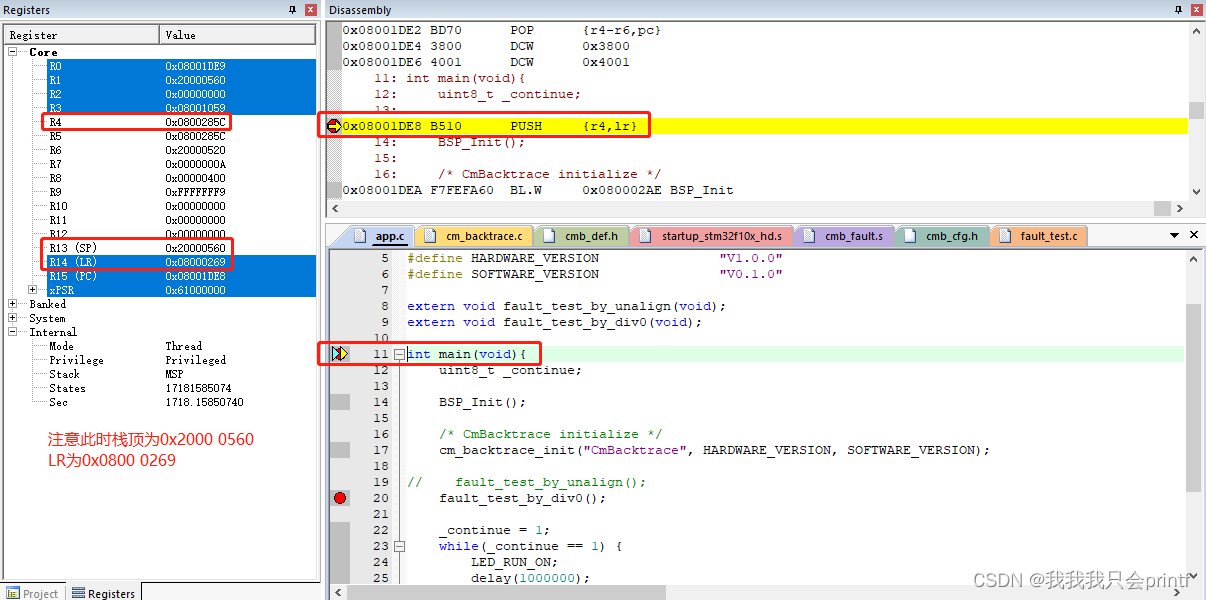 Registers
Register Value
Core
R0 0x08001DE9
R1 0x20000560
R2 0x00000000
R3 0x08001059
R4 0x0800285C
R5 0x0800285C
R6 0x20000520
R7 0x0000000A
R8 0x00000400
R9 0xFFFFFFF9
R10 0x00000000
R11 0x00000000
R12 0x00000000
R13 (SP) 0x20000560
R14 (LR) 0x08000269
R15 (PC) 0x08001DE8
xPSR 0x61000000
Banked
System
Internal
Mode Thread
Privilege Privileged
Stack MSP
States 17181585074
Sec 1718.15850740
注意此时栈顶为0x2000 0560
LR为0x0800 0269
Project Registers
Disassembly
0x08001DE2 BD70 POP {r4-r6,pc}
0x08001DE4 3800 DCW 0x3800
0x08001DE6 4001 DCW 0x4001
11: int main(void){
12: uint8_t _continue;
13:
0x08001DE8 B510 PUSH {r4,lr}
14: BSP_Init();
15:
16: /* CmBacktrace initialize */
0x08001DEA F7FEFA60 BL.W 0x080002AE BSP_Init
app.c cm_backtrace.c cmb_def.h startup_stm32f10x_hd.s cmb_fault.s cmb_cfg.h fault_test.c
5 #define HARDWARE_VERSION "V1.0.0"
6 #define SOFTWARE_VERSION "V0.1.0"
7
8 extern void fault_test_by_unalign(void);
9 extern void fault_test_by_div0(void);
10
11 int main(void){
12 uint8_t _continue;
13
14 BSP_Init();
15
16 /* CmBacktrace initialize */
17 cm_backtrace_init("CmBacktrace", HARDWARE_VERSION, SOFTWARE_VERSION);
18
19 // fault_test_by_unalign();
20 fault_test_by_div0();
21
22 _continue = 1;
23 while(_continue == 1) {
24 LED_RUN_ON;
25 delay(1000000);
CSDN @我我我只会printf